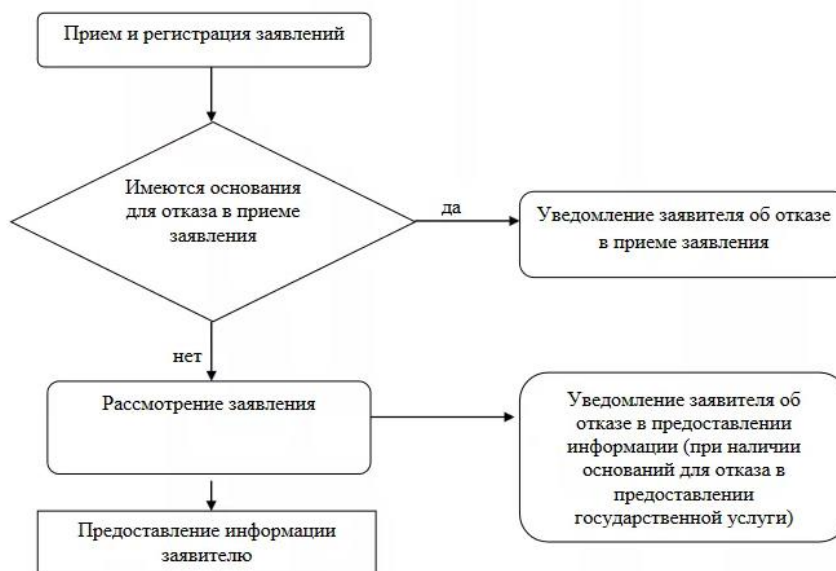 Прием и регистрация заявлений
Имеются основания
для отказа в приеме
заявления
да
Уведомление заявителя об отказе
в приеме заявления
нет
Рассмотрение заявления
Уведомление заявителя об
отказе в предоставлении
информации (при наличии
оснований для отказа в
предоставлении
государственной услуги)
Предоставление информации
заявителю